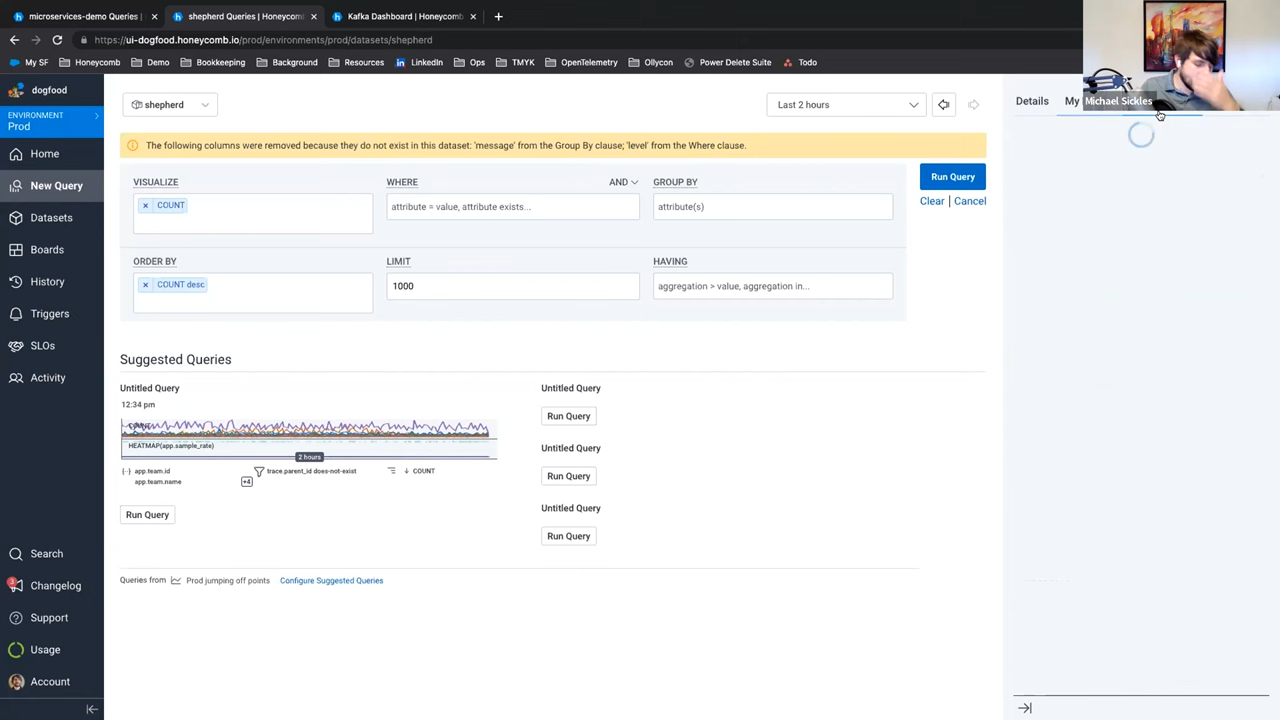 microservices-demo Queries |
shepherd Queries | Honeycomb
Kafka Dashboard | Honeycomb
https://ui-dogfood.honeycomb.io/prod/environments/prod/datasets/shepherd
My SF
Honeycomb
Demo
Bookkeeping
Background
Resources
LinkedIn
Ops
TMYK
OpenTelemetry
Ollycon
Power Delete Suite
Todo
Michael Sickles
dogfood
ENVIRONMENT
Prod
Home
New Query
Datasets
Boards
History
Triggers
SLOs
Activity
Search
3
Changelog
Support
Usage
Account
shepherd
Last 2 hours
The following columns were removed because they do not exist in this dataset: 'message' from the Group By clause; 'level' from the Where clause.
VISUALIZE
COUNT
WHERE
AND
attribute = value, attribute exists...
GROUP BY
attribute(s)
Run Query
Clear | Cancel
ORDER BY
COUNT desc
LIMIT
1000
HAVING
aggregation > value, aggregation in...
Suggested Queries
Untitled Query
12:34 pm
COUNT
HEATMAP(app.sample_rate)
2 hours
app.team.id
app.team.name
+4
trace.parent_id does-not-exist
COUNT
Run Query
Untitled Query
Run Query
Untitled Query
Run Query
Untitled Query
Run Query
Queries from
Prod jumping off points
Configure Suggested Queries
Details
My